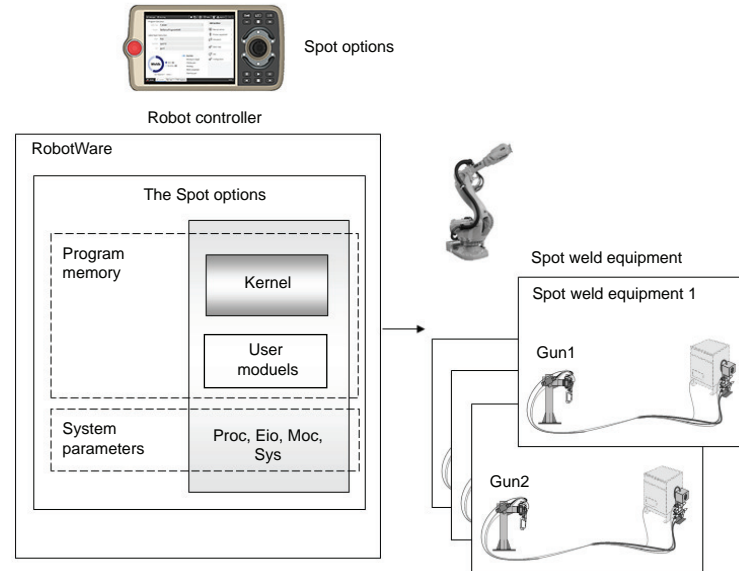 Spot options
Robot controller
RobotWare
The Spot options
Program
memory
Kernel
User
moduels
System
parameters
Proc, Eio, Moc,
Sys
Spot weld equipment
Spot weld equipment 1
Gun1
Gun2